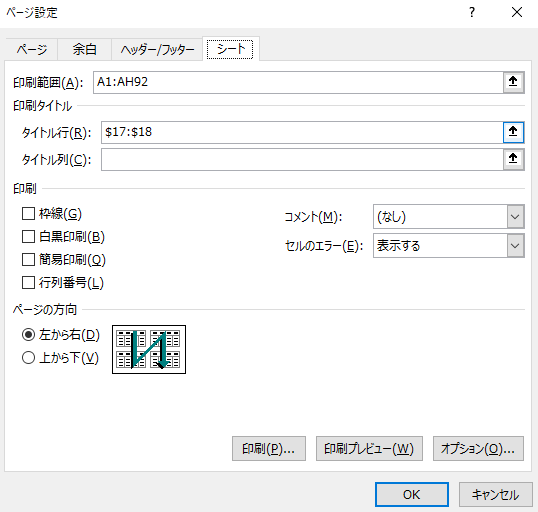 ページ設定
? ×
ページ 余白 ヘッダー/フッター シート
印刷範囲(A): A1:AH92
印刷タイトル
タイトル行(R): $17:$18
タイトル列(C):
印刷
枠線(G)
コメント(M): (なし)
白黒印刷(B)
セルのエラー(E): 表示する
簡易印刷(Q)
行列番号(L)
ページの方向
左から右(D)
上から下(V)
印刷(P)... 印刷プレビュー(W) オプション(O)...
OK キャンセル